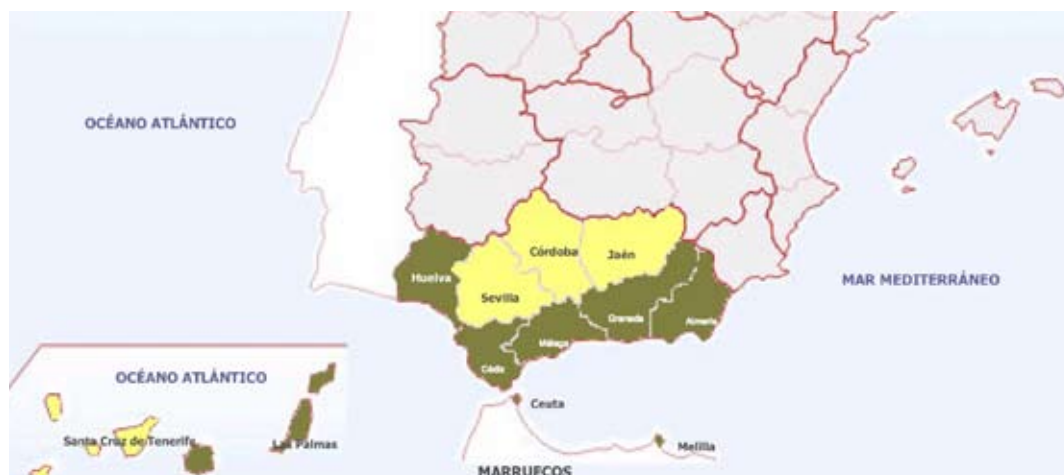 OCÉANO ATLÁNTICO
Córdoba
Jaén
Huelva
Sevilla
MAR MEDITERRÁNEO
Granada
Almería
Málaga
Cádiz
OCÉANO ATLÁNTICO
Ceuta
Santa Cruz de Tenerife
Las Palmas
Melilla
MARRUECOS